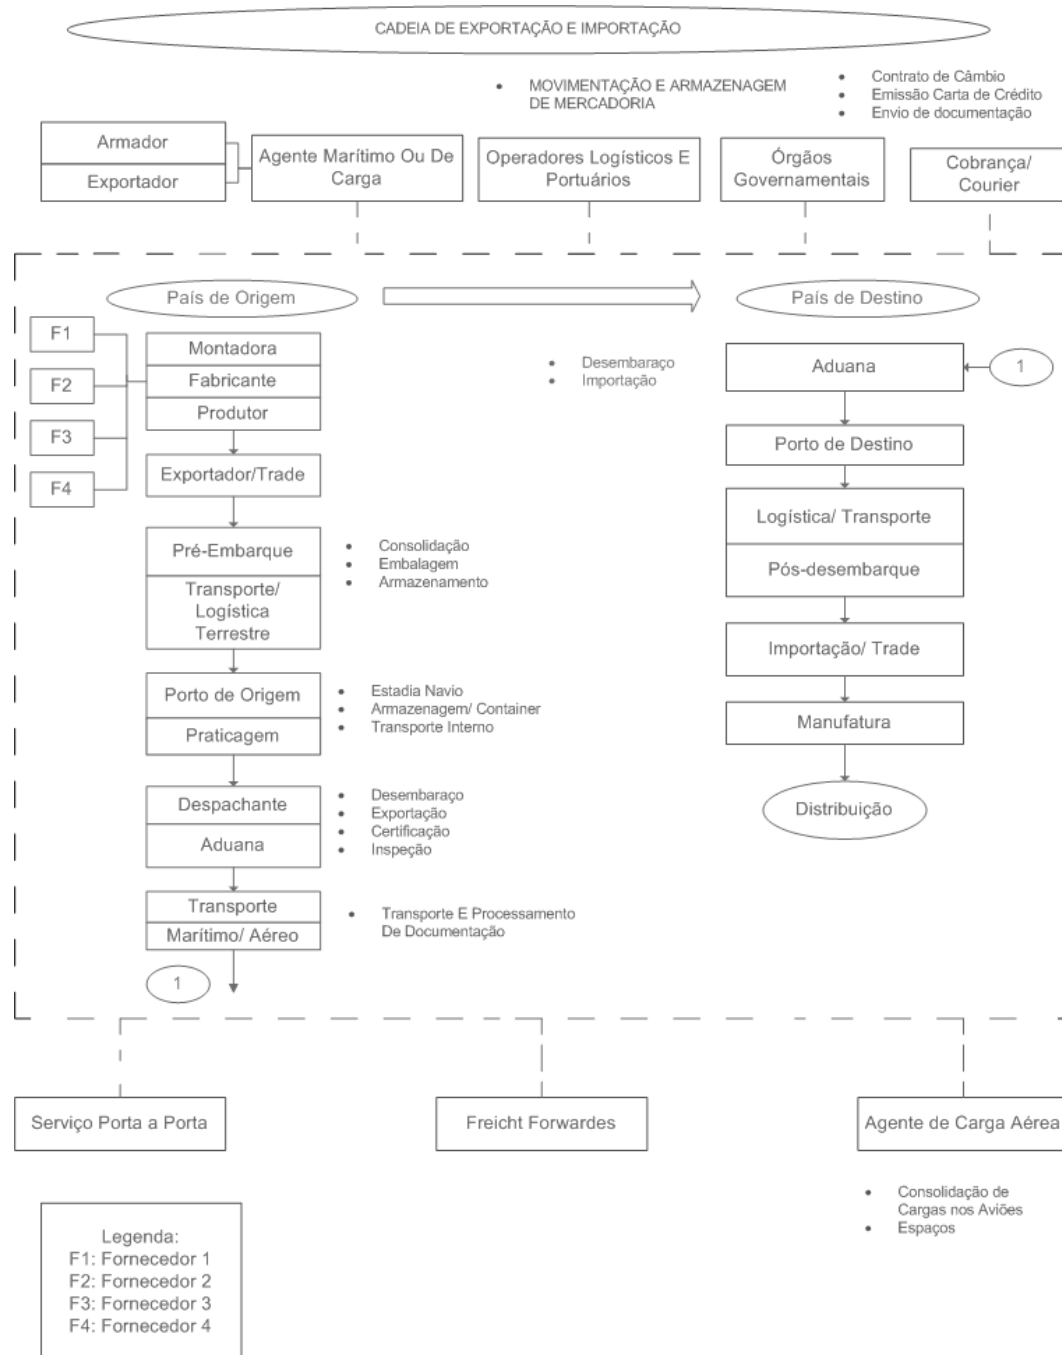 CADEIA DE EXPORTAÇÃO E IMPORTAÇÃO
• MOVIMENTAÇÃO E ARMAZENAGEM
DE MERCADORIA
• Contrato de Câmbio
• Emissão Carta de Crédito
• Envio de documentação
Armador
Exportador
Agente Marítimo Ou De
Carga
Operadores Logísticos E
Portuários
Órgãos
Governamentais
Cobrança/
Courier
País de Origem
País de Destino
F1
F2
F3
F4
Montadora
Fabricante
Produtor
Exportador/Trade
Pré-Embarque
Transporte/
Logística
Terrestre
• Consolidação
• Embalagem
• Armazenamento
Porto de Origem
Praticagem
• Estadia Navio
• Armazenagem/ Container
• Transporte Interno
Despachante
Aduana
• Desembaraço
• Exportação
• Certificação
• Inspeção
Transporte
Marítimo/ Aéreo
• Transporte E Processamento
De Documentação
1
• Desembaraço
• Importação
Aduana
1
Porto de Destino
Logística/ Transporte
Pós-desembarque
Importação/ Trade
Manufatura
Distribuição
Serviço Porta a Porta
Freicht Forwardes
Agente de Carga Aérea
• Consolidação de
Cargas nos Aviões
• Espaços
Legenda:
F1: Fornecedor 1
F2: Fornecedor 2
F3: Fornecedor 3
F4: Fornecedor 4